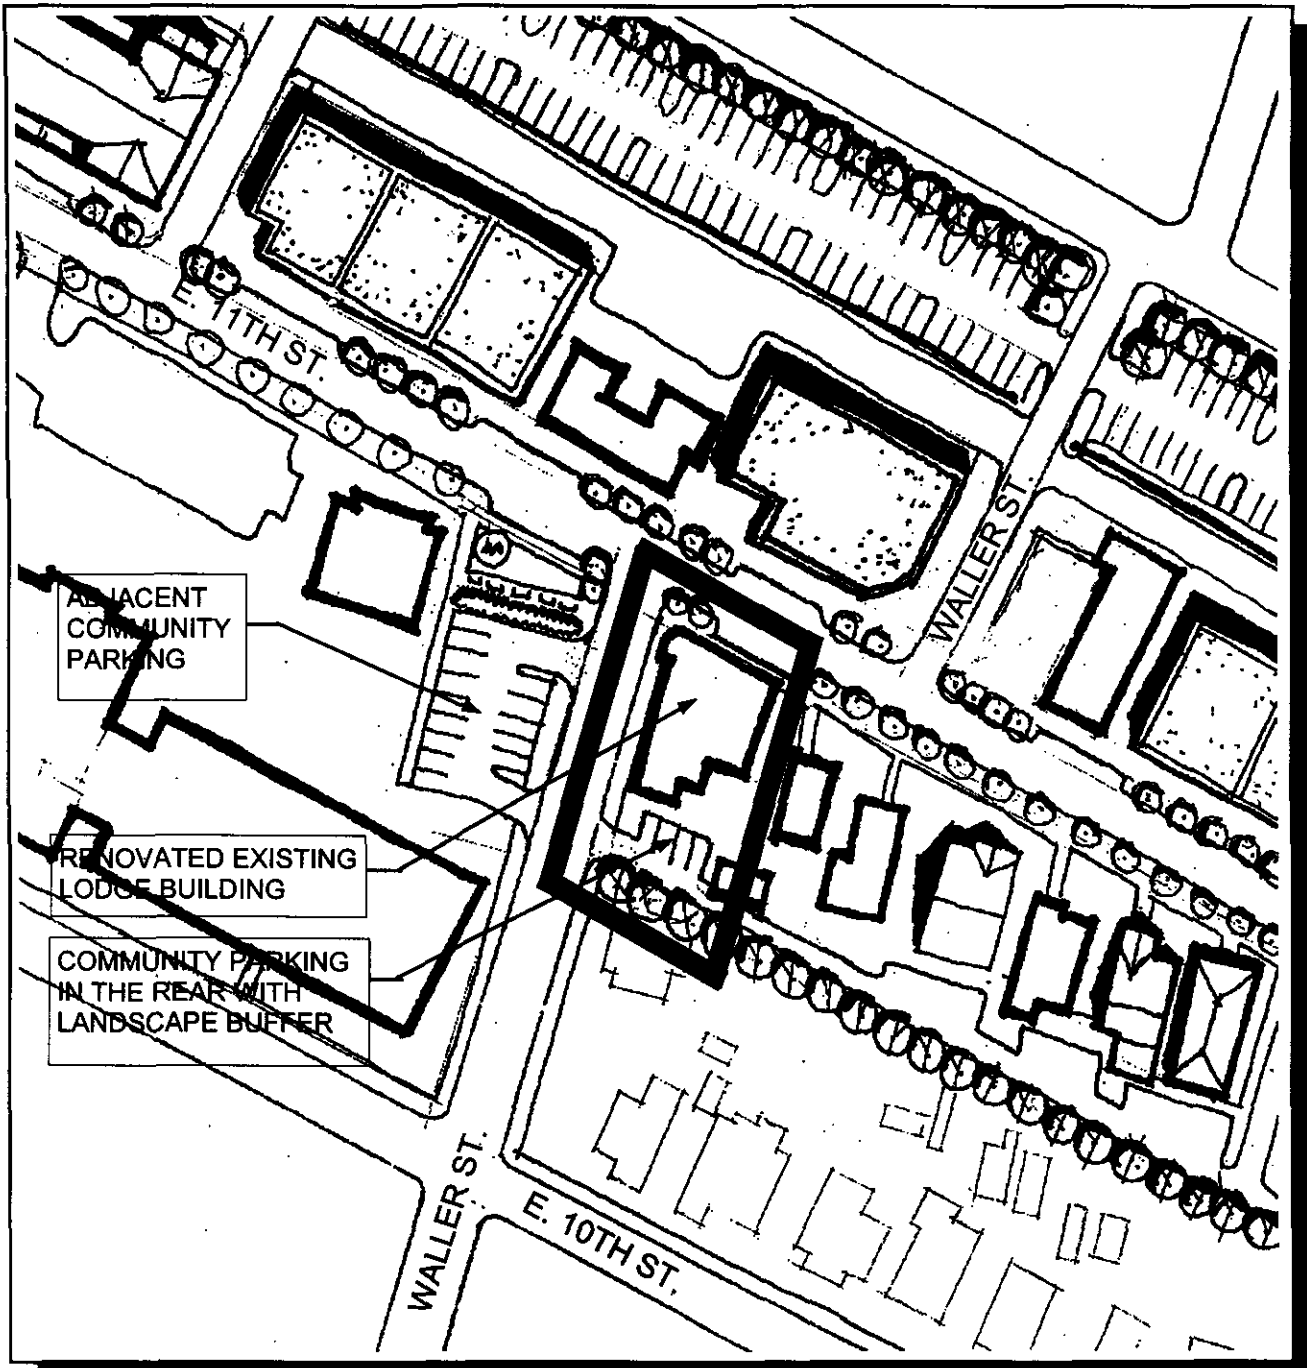 E. 11TH ST.
WALLER ST.
ADJACENT
COMMUNITY
PARKING
RENOVATED EXISTING
LODGE BUILDING
COMMUNITY PARKING
IN THE REAR WITH
LANDSCAPE BUFFER
WALLER ST.
E. 10TH ST,